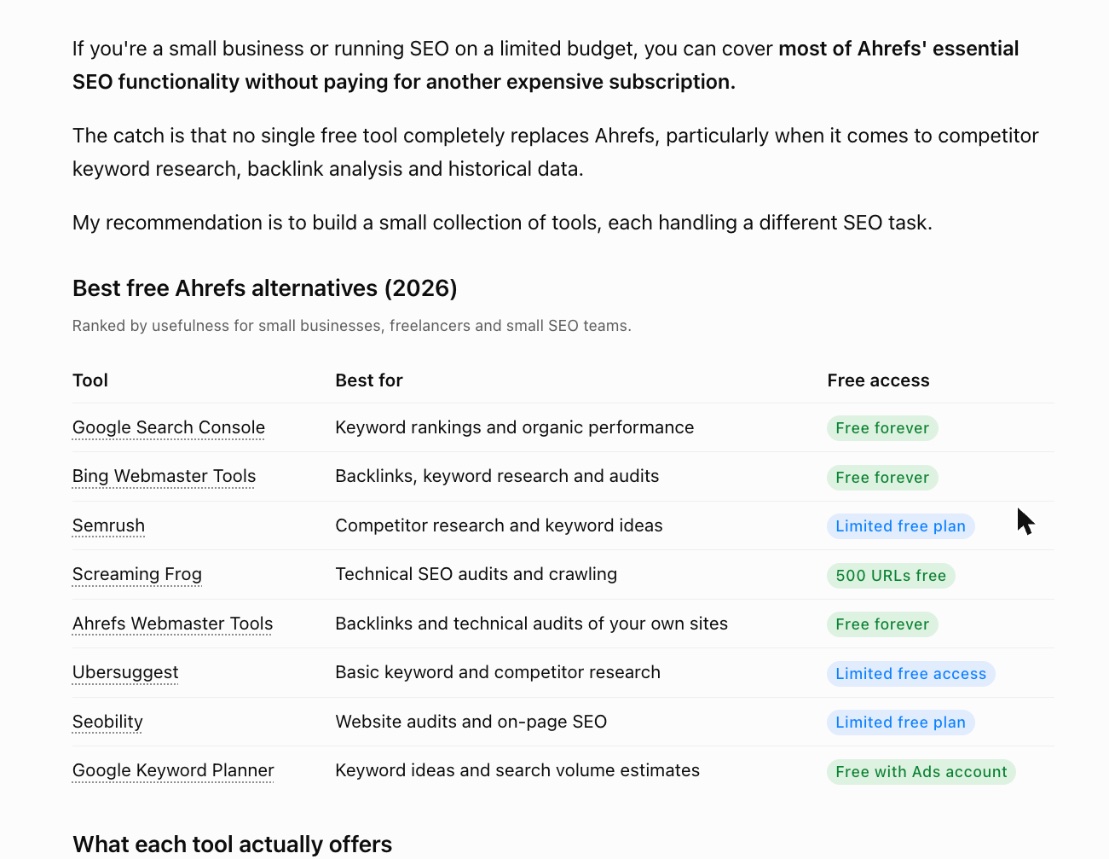 If you're a small business or running SEO on a limited budget, you can cover most of Ahrefs' essential
SEO functionality without paying for another expensive subscription.
The catch is that no single free tool completely replaces Ahrefs, particularly when it comes to competitor
keyword research, backlink analysis and historical data.
My recommendation is to build a small collection of tools, each handling a different SEO task.
Best free Ahrefs alternatives (2026)
Ranked by usefulness for small businesses, freelancers and small SEO teams.
Tool Best for Free access
Google Search Console Keyword rankings and organic performance Free forever
Bing Webmaster Tools Backlinks, keyword research and audits Free forever
Semrush Competitor research and keyword ideas Limited free plan
Screaming Frog Technical SEO audits and crawling 500 URLs free
Ahrefs Webmaster Tools Backlinks and technical audits of your own sites Free forever
Ubersuggest Basic keyword and competitor research Limited free access
Seobility Website audits and on-page SEO Limited free plan
Google Keyword Planner Keyword ideas and search volume estimates Free with Ads account
What each tool actually offers